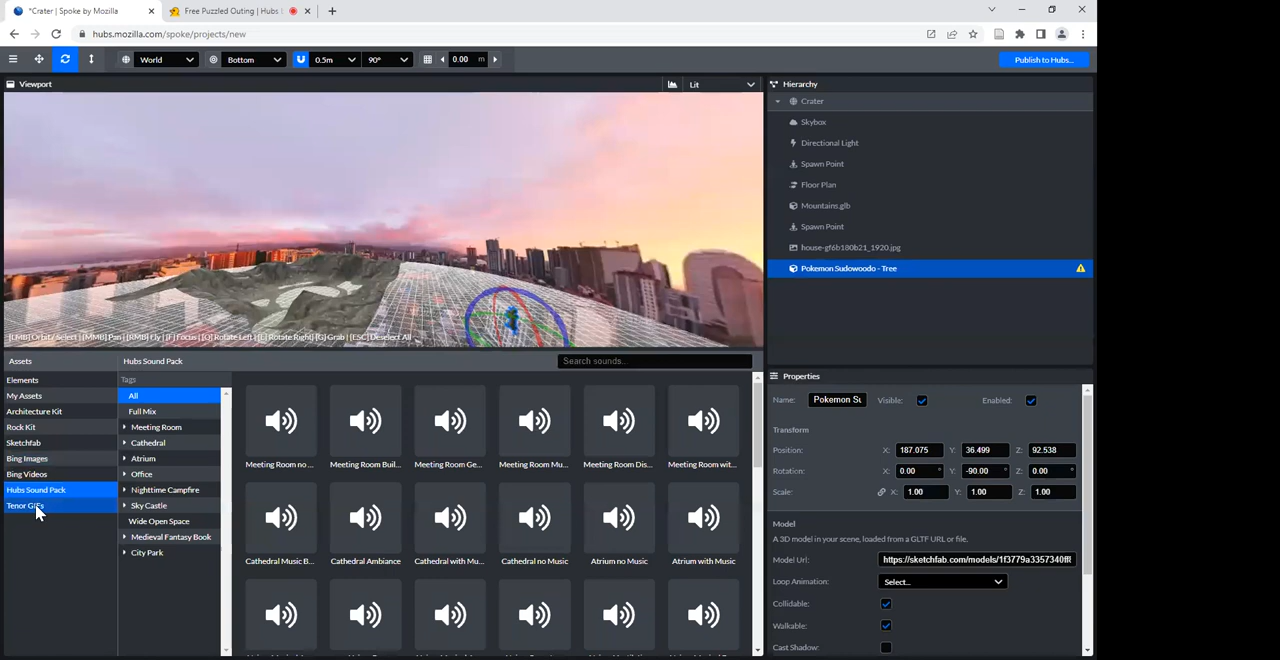 *Crater | Spoke by Mozilla
Free Puzzled Outing | Hubs
hubs.mozilla.com/spoke/projects/new
World
Bottom
0.5m
90°
0.00 m
Publish to Hubs...
Viewport
Lit
Hierarchy
Crater
Skybox
Directional Light
Spawn Point
Floor Plan
Mountains.glb
Spawn Point
house-gf6b180b21_1920.jpg
Pokemon Sudowoodo - Tree
[LMB] Orbit / Select | [MMB] Pan | [RMB] Fly | [F] Focus | [Q] Rotate Left | [E] Rotate Right | [G] Grab | [ESC] Deselect All
Assets
Elements
My Assets
Architecture Kit
Rock Kit
Sketchfab
Bing Images
Bing Videos
Hubs Sound Pack
Tenor GIFs
Hubs Sound Pack
Search sounds...
Tags
All
Full Mix
Meeting Room
Cathedral
Atrium
Office
Nighttime Campfire
Sky Castle
Wide Open Space
Medieval Fantasy Book
City Park
Meeting Room no ...
Meeting Room Buil...
Meeting Room Ge...
Meeting Room Mu...
Meeting Room Dis...
Meeting Room wit...
Cathedral Music B...
Cathedral Ambiance
Cathedral with Mu...
Cathedral no Music
Atrium no Music
Atrium with Music
Properties
Name: Pokemon Su Visible: Enabled:
Transform
Position: X: 187.075 Y: 36.499 Z: 92.538
Rotation: X: 0.00 ° Y: -90.00 ° Z: 0.00 °
Scale: X: 1.00 Y: 1.00 Z: 1.00
Model
A 3D model in your scene, loaded from a GLTF URL or file.
Model Url: https://sketchfab.com/models/1f3779a3357340ff
Loop Animation: Select...
Collidable:
Walkable:
Cast Shadow: